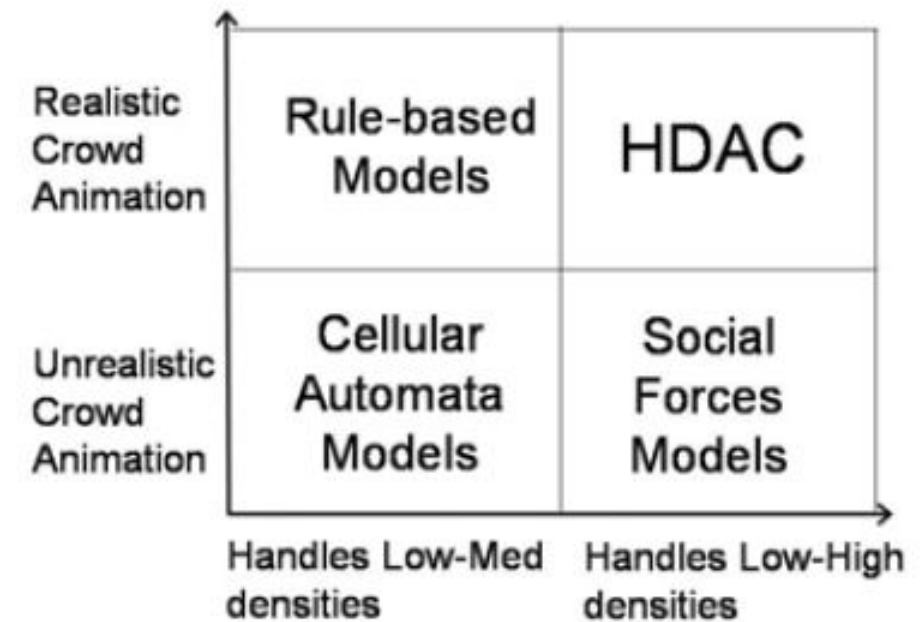 Realistic
Crowd
Animation
Rule-based
Models
HDAC
Unrealistic
Crowd
Animation
Cellular
Automata
Models
Social
Forces
Models
Handles Low-Med
densities
Handles Low-High
densities